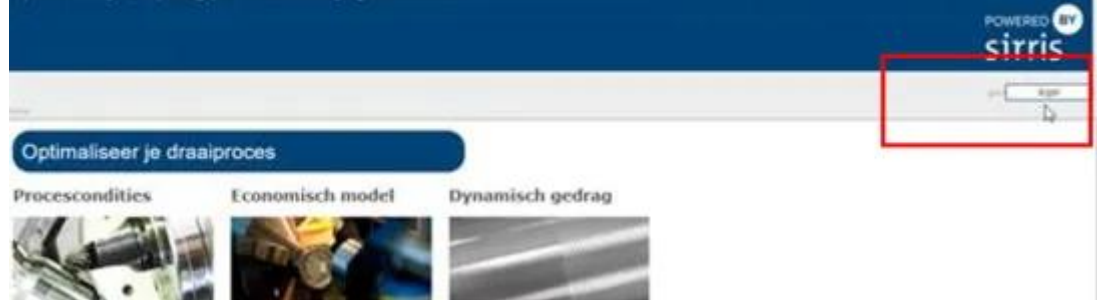 POWERED BY
sirris
Optimaliseer je draaiproces
Procescondities Economisch model Dynamisch gedrag